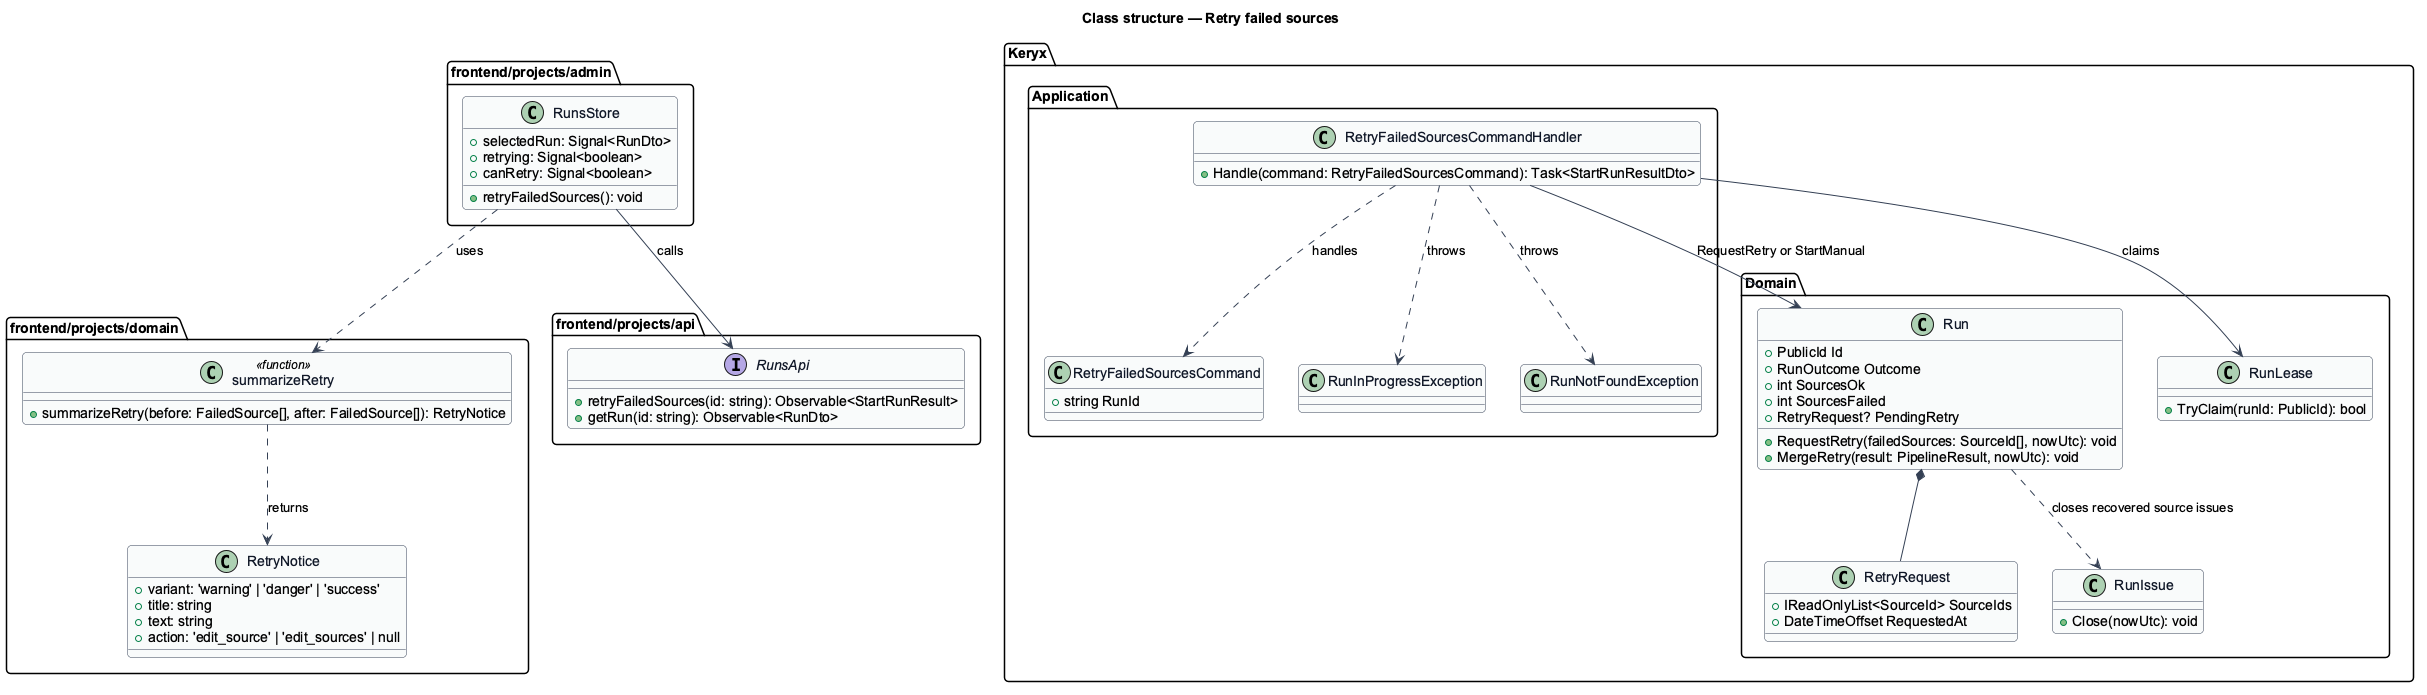 Class structure — Retry failed sources
frontend/projects/admin
C RunsStore
selectedRun: Signal<RunDto>
retrying: Signal<boolean>
canRetry: Signal<boolean>
retryFailedSources(): void
uses
calls
frontend/projects/domain
«function»
C summarizeRetry
summarizeRetry(before: FailedSource[], after: FailedSource[]): RetryNotice
returns
C RetryNotice
variant: 'warning' | 'danger' | 'success'
title: string
text: string
action: 'edit_source' | 'edit_sources' | null
frontend/projects/api
I RunsApi
retryFailedSources(id: string): Observable<StartRunResult>
getRun(id: string): Observable<RunDto>
Keryx
Application
C RetryFailedSourcesCommandHandler
Handle(command: RetryFailedSourcesCommand): Task<StartRunResultDto>
handles
throws
throws
RequestRetry or StartManual
claims
C RetryFailedSourcesCommand
string RunId
C RunInProgressException
C RunNotFoundException
Domain
C Run
PublicId Id
RunOutcome Outcome
int SourcesOk
int SourcesFailed
RetryRequest? PendingRetry
RequestRetry(failedSources: SourceId[], nowUtc): void
MergeRetry(result: PipelineResult, nowUtc): void
C RunLease
TryClaim(runId: PublicId): bool
closes recovered source issues
C RetryRequest
IReadOnlyList<SourceId> SourceIds
DateTimeOffset RequestedAt
C RunIssue
Close(nowUtc): void